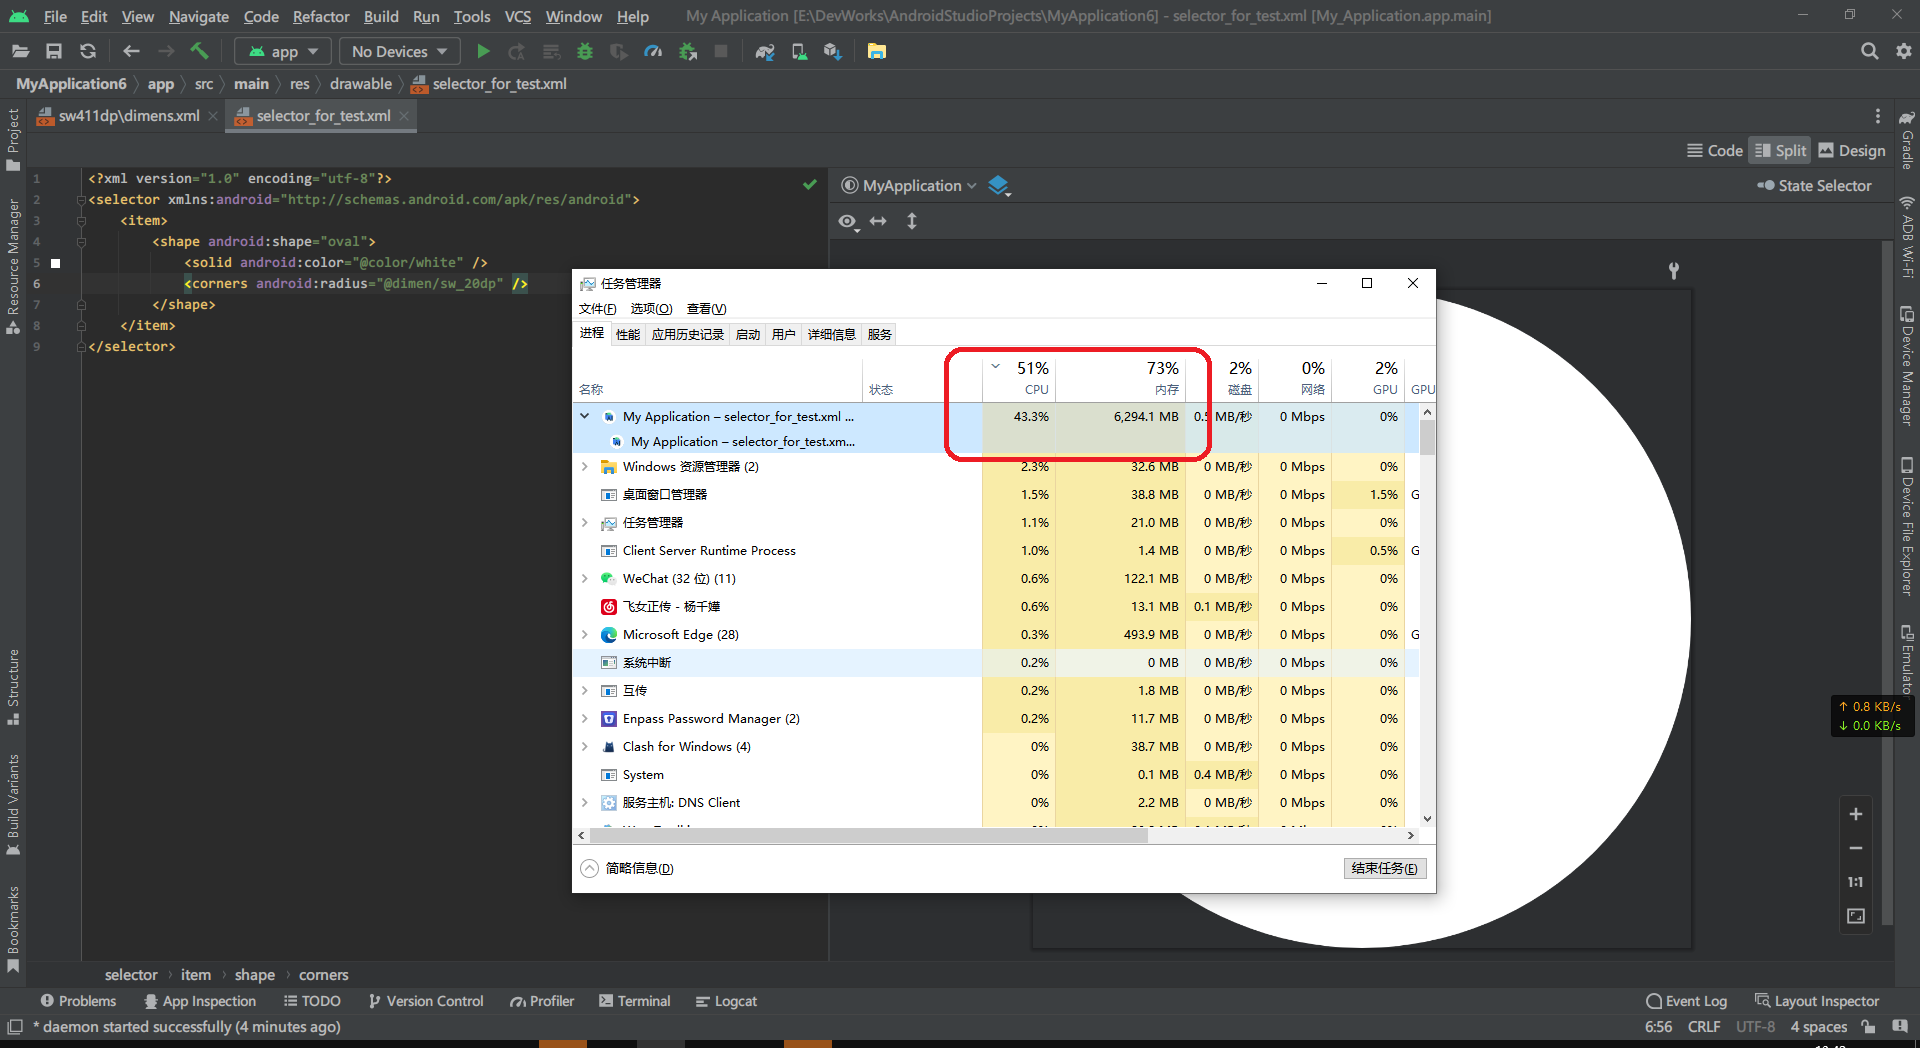 File Edit View Navigate Code Refactor Build Run Tools VCS Window Help My Application [E:\DevWorks\AndroidStudioProjects\MyApplication6] - selector_for_test.xml [My_Application.app.main]
app No Devices
MyApplication6 app src main res drawable selector_for_test.xml
sw411dp\dimens.xml selector_for_test.xml
Code Split Design
Project
Resource Manager
Structure
Build Variants
Bookmarks
1 <?xml version="1.0" encoding="utf-8"?>
2 <selector xmlns:android="http://schemas.android.com/apk/res/android">
3 <item>
4 <shape android:shape="oval">
5 <solid android:color="@color/white" />
6 <corners android:radius="@dimen/sw_20dp" />
7 </shape>
8 </item>
9 </selector>
MyApplication State Selector
任务管理器
文件(F) 选项(O) 查看(V)
进程 性能 应用历史记录 启动 用户 详细信息 服务
51% 73% 2% 0% 2%
名称 状态 CPU 内存 磁盘 网络 GPU GPU
My Application – selector_for_test.xml ... 43.3% 6,294.1 MB 0.5 MB/秒 0 Mbps 0%
My Application – selector_for_test.xm...
Windows 资源管理器 (2) 2.3% 32.6 MB 0 MB/秒 0 Mbps 0%
桌面窗口管理器 1.5% 38.8 MB 0 MB/秒 0 Mbps 1.5% G
任务管理器 1.1% 21.0 MB 0 MB/秒 0 Mbps 0%
Client Server Runtime Process 1.0% 1.4 MB 0 MB/秒 0 Mbps 0.5% G
WeChat (32 位) (11) 0.6% 122.1 MB 0 MB/秒 0 Mbps 0%
飞女正传 - 杨千嬅 0.6% 13.1 MB 0.1 MB/秒 0 Mbps 0%
Microsoft Edge (28) 0.3% 493.9 MB 0 MB/秒 0 Mbps 0% G
系统中断 0.2% 0 MB 0 MB/秒 0 Mbps 0%
互传 0.2% 1.8 MB 0 MB/秒 0 Mbps 0%
Enpass Password Manager (2) 0.2% 11.7 MB 0 MB/秒 0 Mbps 0%
Clash for Windows (4) 0% 38.7 MB 0 MB/秒 0 Mbps 0%
System 0% 0.1 MB 0.4 MB/秒 0 Mbps 0%
服务主机: DNS Client 0% 2.2 MB 0 MB/秒 0 Mbps 0%
简略信息(D) 结束任务(E)
Gradle
ADB Wi-Fi
Device Manager
Device File Explorer
Emulator
↑ 0.8 KB/s
↓ 0.0 KB/s
1:1
selector item shape corners
Problems App Inspection TODO Version Control Profiler Terminal Logcat Event Log Layout Inspector
* daemon started successfully (4 minutes ago) 6:56 CRLF UTF-8 4 spaces